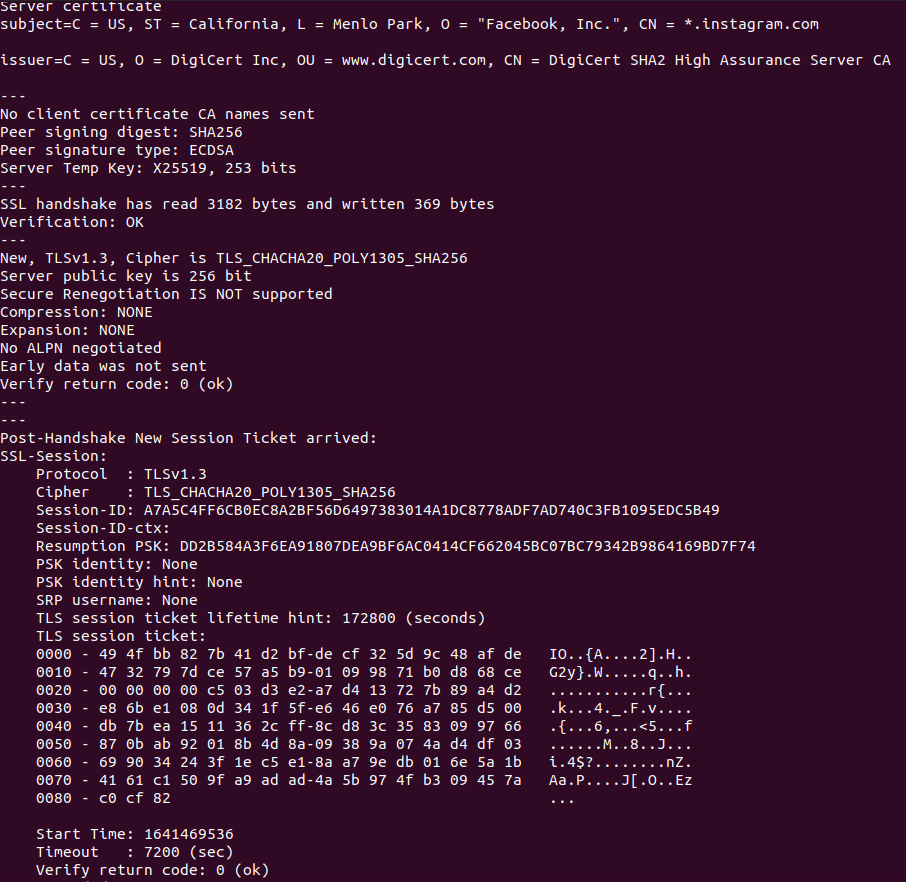 Server certificate
subject=C = US, ST = California, L = Menlo Park, O = "Facebook, Inc.", CN = *.instagram.com
issuer=C = US, O = DigiCert Inc, OU = www.digicert.com, CN = DigiCert SHA2 High Assurance Server CA
---
No client certificate CA names sent
Peer signing digest: SHA256
Peer signature type: ECDSA
Server Temp Key: X25519, 253 bits
---
SSL handshake has read 3182 bytes and written 369 bytes
Verification: OK
---
New, TLSv1.3, Cipher is TLS_CHACHA20_POLY1305_SHA256
Server public key is 256 bit
Secure Renegotiation IS NOT supported
Compression: NONE
Expansion: NONE
No ALPN negotiated
Early data was not sent
Verify return code: 0 (ok)
---
---
Post-Handshake New Session Ticket arrived:
SSL-Session:
    Protocol  : TLSv1.3
    Cipher    : TLS_CHACHA20_POLY1305_SHA256
    Session-ID: A7A5C4FF6CB0EC8A2BF56D6497383014A1DC8778ADF7AD740C3FB1095EDC5B49
    Session-ID-ctx:
    Resumption PSK: DD2B584A3F6EA91807DEA9BF6AC0414CF662045BC07BC79342B9864169BD7F74
    PSK identity: None
    PSK identity hint: None
    SRP username: None
    TLS session ticket lifetime hint: 172800 (seconds)
    TLS session ticket:
    0000 - 49 4f bb 82 7b 41 d2 bf-de cf 32 5d 9c 48 af de   IO..{A....2].H..
    0010 - 47 32 79 7d ce 57 a5 b9-01 09 98 71 b0 d8 68 ce   G2y}.W.....q..h.
    0020 - 00 00 00 00 c5 03 d3 e2-a7 d4 13 72 7b 89 a4 d2   ...........r{...
    0030 - e8 6b e1 08 0d 34 1f 5f-e6 46 e0 76 a7 85 d5 00   .k...4._.F.v....
    0040 - db 7b ea 15 11 36 2c ff-8c d8 3c 35 83 09 97 66   .{...6,...<5...f
    0050 - 87 0b ab 92 01 8b 4d 8a-09 38 9a 07 4a d4 df 03   ......M..8..J...
    0060 - 69 90 34 24 3f 1e c5 e1-8a a7 9e db 01 6e 5a 1b   i.4$?........nZ.
    0070 - 41 61 c1 50 9f a9 ad ad-4a 5b 97 4f b3 09 45 7a   Aa.P....J[.O..Ez
    0080 - c0 cf 82                                          ...
    Start Time: 1641469536
    Timeout   : 7200 (sec)
    Verify return code: 0 (ok)